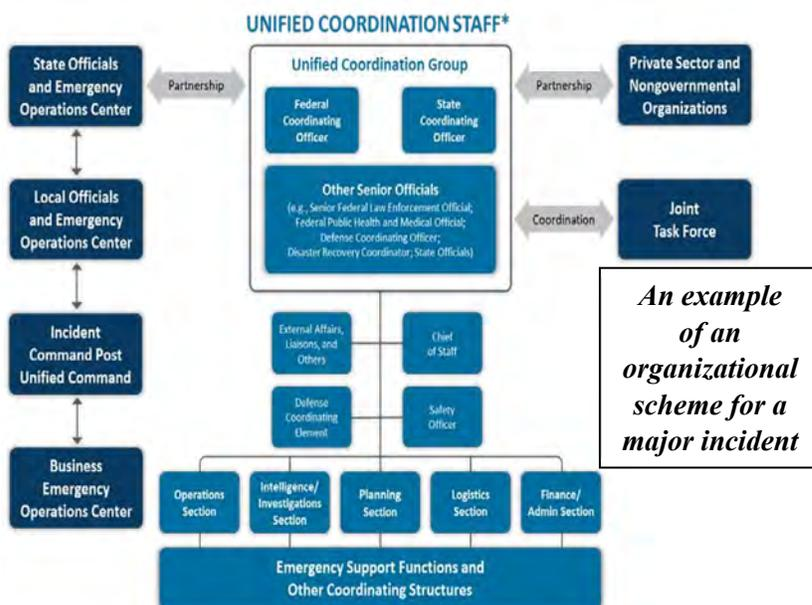 UNIFIED COORDINATION STAFF*
State Officials
and Emergency
Operations Center
Partnership
Unified Coordination Group
Federal
Coordinating
Officer
State
Coordinating
Officer
Partnership
Private Sector and
Nongovernmental
Organizations
Local Officials
and Emergency
Operations Center
Other Senior Officials
(e.g., Senior Federal Law Enforcement Official;
Federal Public Health and Medical Official;
Defense Coordinating Officer;
Disaster Recovery Coordinator; State Officials)
Coordination
Joint
Task Force
An example
of an
organizational
scheme for a
major incident
Incident
Command Post
Unified Command
External Affairs,
Liaisons, and
Others
Chief
of Staff
Defense
Coordinating
Element
Safety
Officer
Business
Emergency
Operations Center
Operations
Section
Intelligence/
Investigations
Section
Planning
Section
Logistics
Section
Finance/
Admin Section
Emergency Support Functions and
Other Coordinating Structures